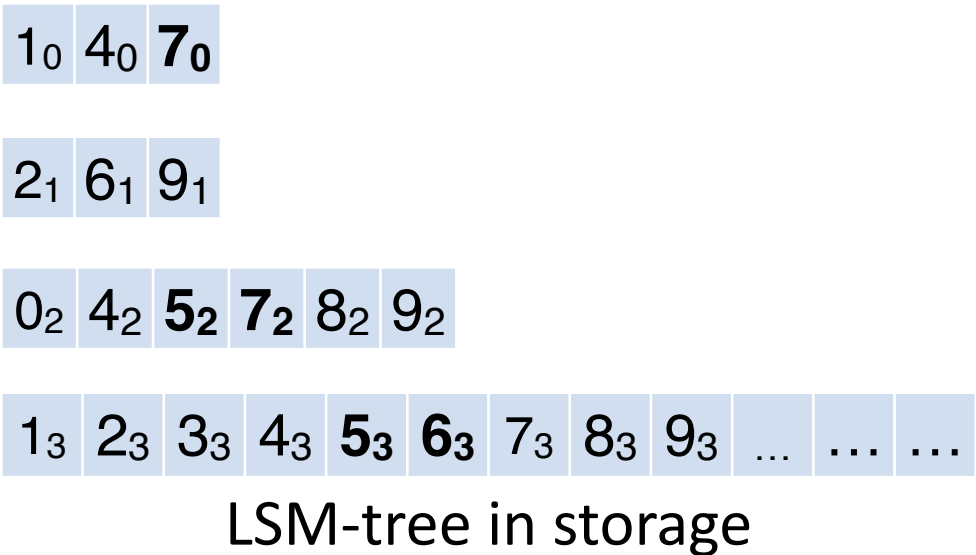 1₀ 4₀ 7₀
2₁ 6₁ 9₁
0₂ 4₂ 5₂ 7₂ 8₂ 9₂
1₃ 2₃ 3₃ 4₃ 5₃ 6₃ 7₃ 8₃ 9₃ ... ... ...
LSM-tree in storage